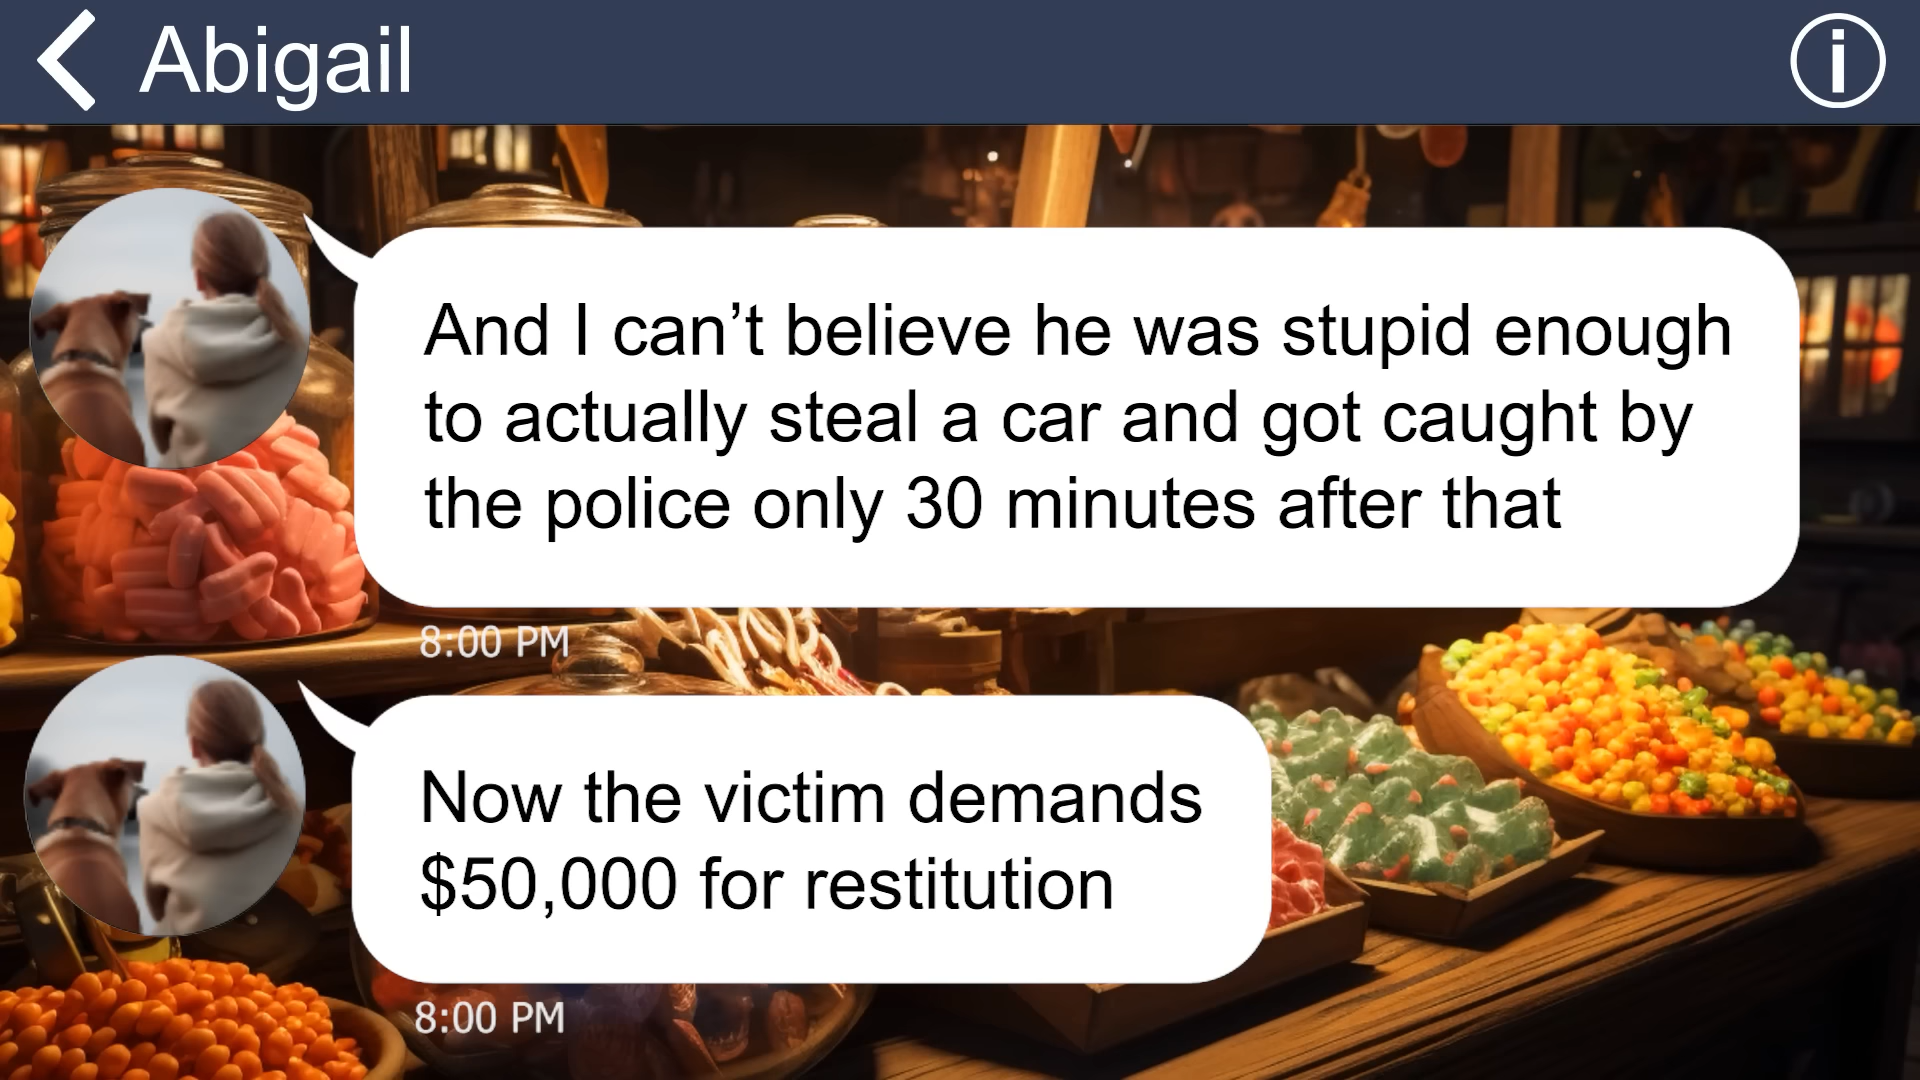 Abigail
And I can’t believe he was stupid enough
to actually steal a car and got caught by
the police only 30 minutes after that
8:00 PM
Now the victim demands
$50,000 for restitution
8:00 PM